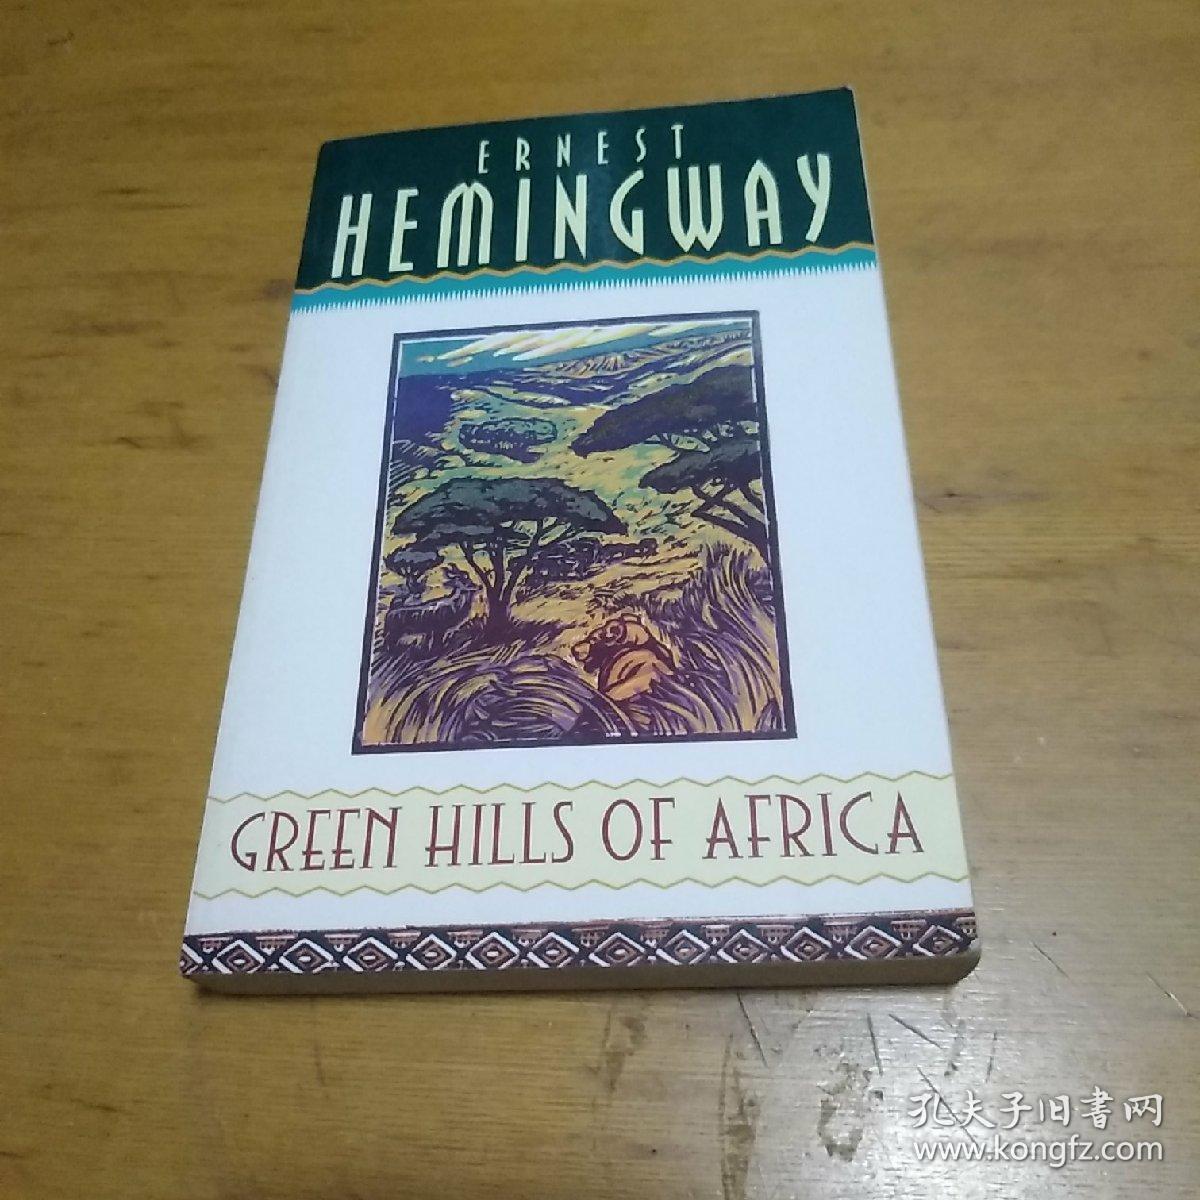 ERNEST
HEMINGWAY
GREEN HILLS OF AFRICA
孔夫子旧書网
www.kongfz.com